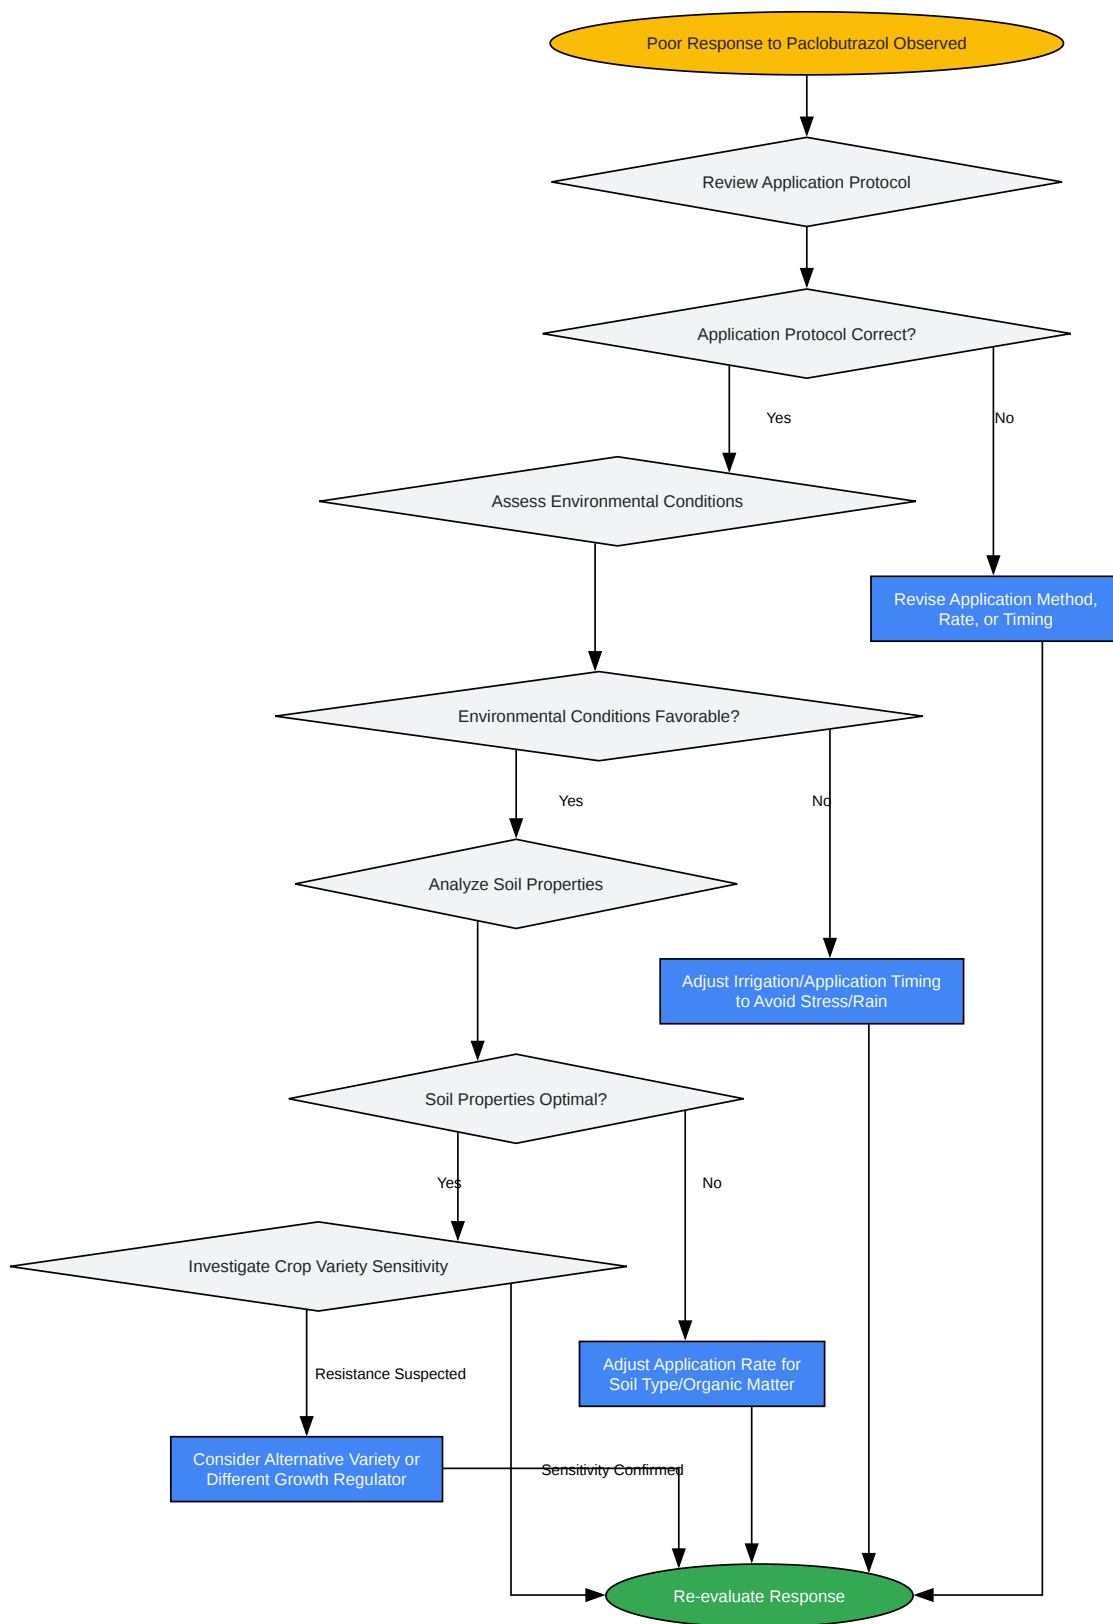 Poor Response to Paclobutrazol Observed
Review Application Protocol
Application Protocol Correct?
Yes
No
Assess Environmental Conditions
Revise Application Method,
Rate, or Timing
Environmental Conditions Favorable?
Yes
No
Analyze Soil Properties
Adjust Irrigation/Application Timing
to Avoid Stress/Rain
Soil Properties Optimal?
Yes
No
Investigate Crop Variety Sensitivity
Resistance Suspected
Adjust Application Rate for
Soil Type/Organic Matter
Consider Alternative Variety or
Different Growth Regulator
Sensitivity Confirmed
Re-evaluate Response